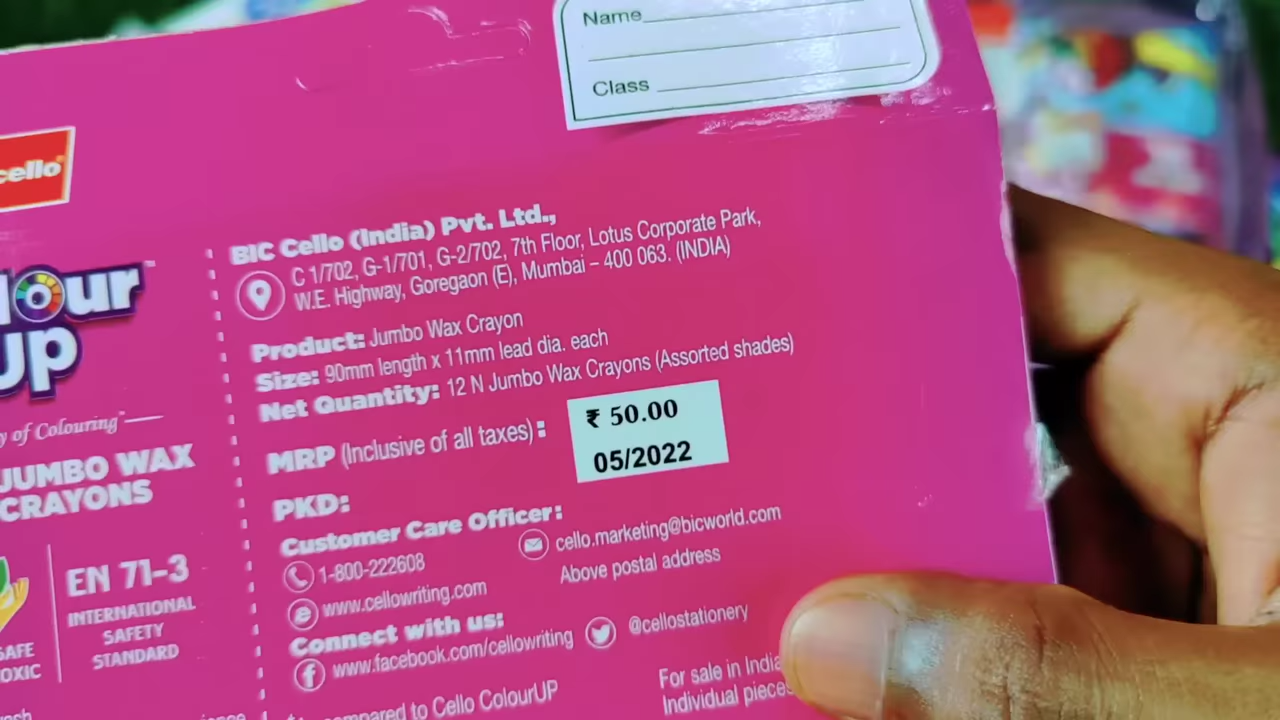 Name
Class
cello
lour
UP
y of Colouring
JUMBO WAX
CRAYONS
EN 71-3
INTERNATIONAL
SAFETY
STANDARD
SAFE
OXIC
BIC Cello (India) Pvt. Ltd.,
C 1/702, G-1/701, G-2/702, 7th Floor, Lotus Corporate Park,
W.E. Highway, Goregaon (E), Mumbai – 400 063. (INDIA)
Product: Jumbo Wax Crayon
Size: 90mm length x 11mm lead dia. each
Net Quantity: 12 N Jumbo Wax Crayons (Assorted shades)
MRP (Inclusive of all taxes): ₹ 50.00
05/2022
PKD:
Customer Care Officer:
1-800-222608 cello.marketing@bicworld.com
Above postal address
www.cellowriting.com
Connect with us:
www.facebook.com/cellowriting @cellostationery
compared to Cello ColourUP
For sale in India
Individual pieces